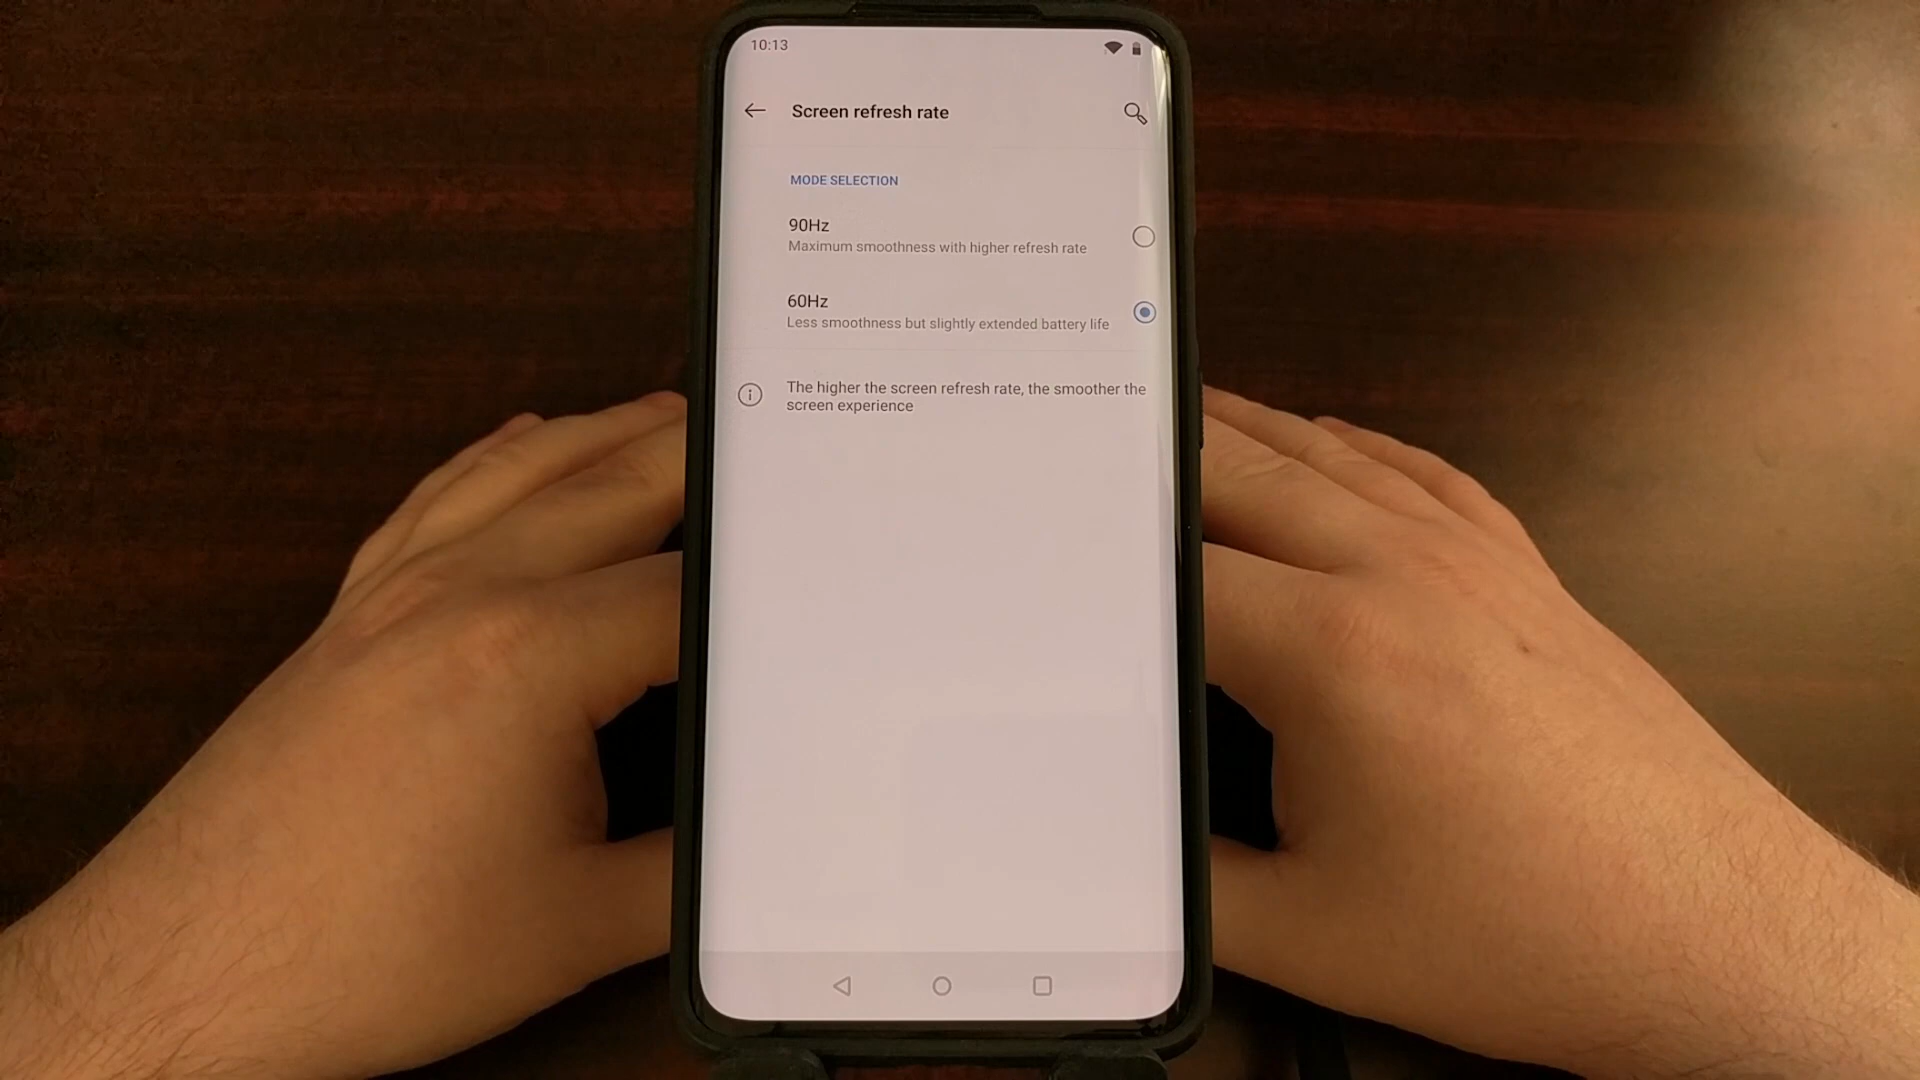 10:13
Screen refresh rate
MODE SELECTION
90Hz
Maximum smoothness with higher refresh rate
60Hz
Less smoothness but slightly extended battery life
The higher the screen refresh rate, the smoother the
screen experience